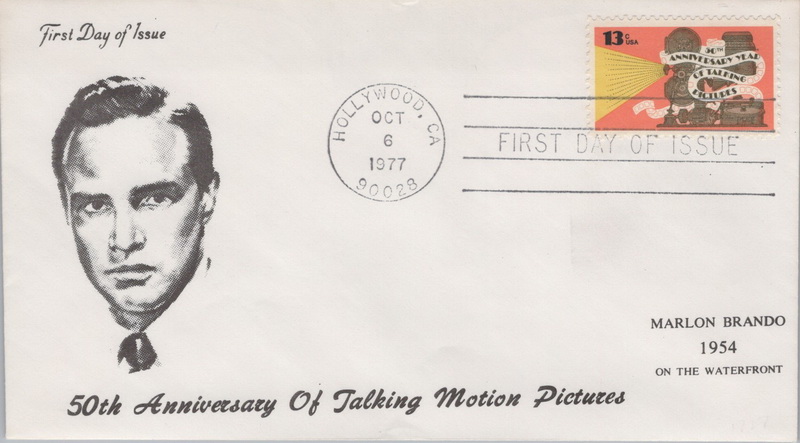 First Day of Issue
13c
USA
50TH
ANNIVERSARY YEAR
OF TALKING
PICTURES
HOLLYWOOD, CA
OCT
6
1977
90028
FIRST DAY OF ISSUE
MARLON BRANDO
1954
ON THE WATERFRONT
50th Anniversary Of Talking Motion Pictures